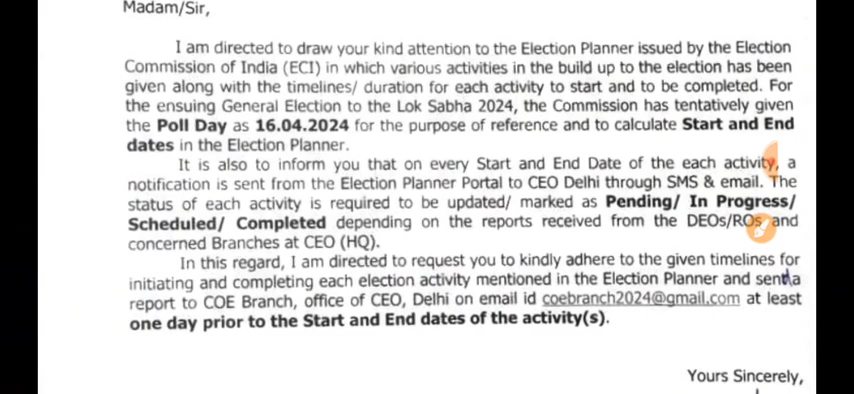 Madam/Sir,
I am directed to draw your kind attention to the Election Planner issued by the Election
Commission of India (ECI) in which various activities in the build up to the election has been
given along with the timelines/ duration for each activity to start and to be completed. For
the ensuing General Election to the Lok Sabha 2024, the Commission has tentatively given
the Poll Day as 16.04.2024 for the purpose of reference and to calculate Start and End
dates in the Election Planner.
It is also to inform you that on every Start and End Date of the each activity, a
notification is sent from the Election Planner Portal to CEO Delhi through SMS & email. The
status of each activity is required to be updated/ marked as Pending/ In Progress/
Scheduled/ Completed depending on the reports received from the DEOs/ROs and
concerned Branches at CEO (HQ).
In this regard, I am directed to request you to kindly adhere to the given timelines for
initiating and completing each election activity mentioned in the Election Planner and sent a
report to COE Branch, office of CEO, Delhi on email id coebranch2024@gmail.com at least
one day prior to the Start and End dates of the activity(s).
Yours Sincerely,